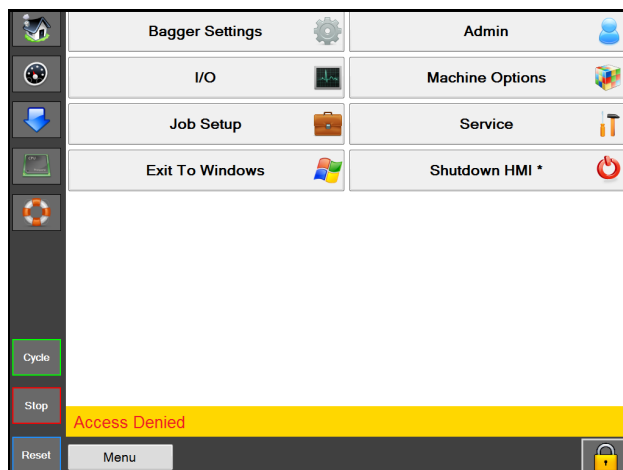 Bagger Settings
Admin
I/O
Machine Options
Job Setup
Service
Exit To Windows
Shutdown HMI *
Cycle
Stop
Access Denied
Reset
Menu